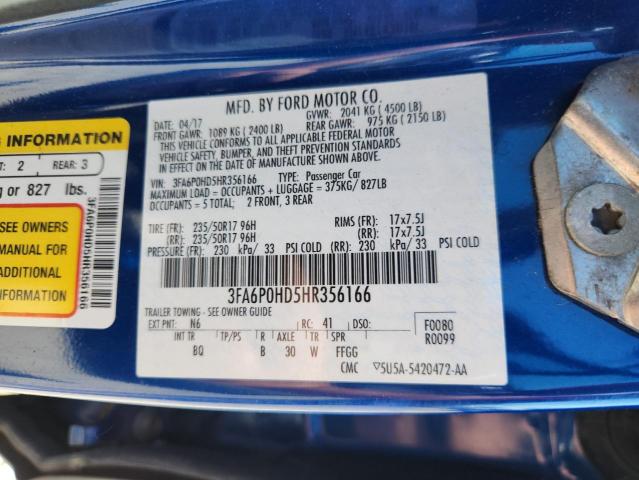 MFD. BY FORD MOTOR CO.
DATE: 04/17 GVWR: 2041 KG ( 4500 LB)
FRONT GAWR: 1089 KG ( 2400 LB) REAR GAWR: 975 KG ( 2150 LB)
THIS VEHICLE CONFORMS TO ALL APPLICABLE FEDERAL MOTOR
VEHICLE SAFETY, BUMPER, AND THEFT PREVENTION STANDARDS
IN EFFECT ON THE DATE OF MANUFACTURE SHOWN ABOVE.
VIN: 3FA6P0HD5HR356166 TYPE: Passenger Car
MAXIMUM LOAD = OCCUPANTS + LUGGAGE = 375KG/ 827LB
OCCUPANTS = 5 TOTAL; 2 FRONT, 3 REAR
TIRE (FR): 235/50R17 96H RIMS (FR): 17x7.5J
(RR): 235/50R17 96H (RR): 17x7.5J
PRESSURE (FR): 230 kPa/ 33 PSI COLD (RR): 230 kPa/ 33 PSI COLD
3FA6P0HD5HR356166
TRAILER TOWING - SEE OWNER GUIDE
EXT PNT: N6 RC: 41 DSO: F0080
R0099
INT TR TP/PS R AXLE TR SPR
BQ B 30 W FFGG
CMC ▽5U5A-5420472-AA
G INFORMATION
2 REAR: 3
g or 827 lbs.
SEE OWNERS
MANUAL FOR
ADDITIONAL
3FA6P0HD5HR356166